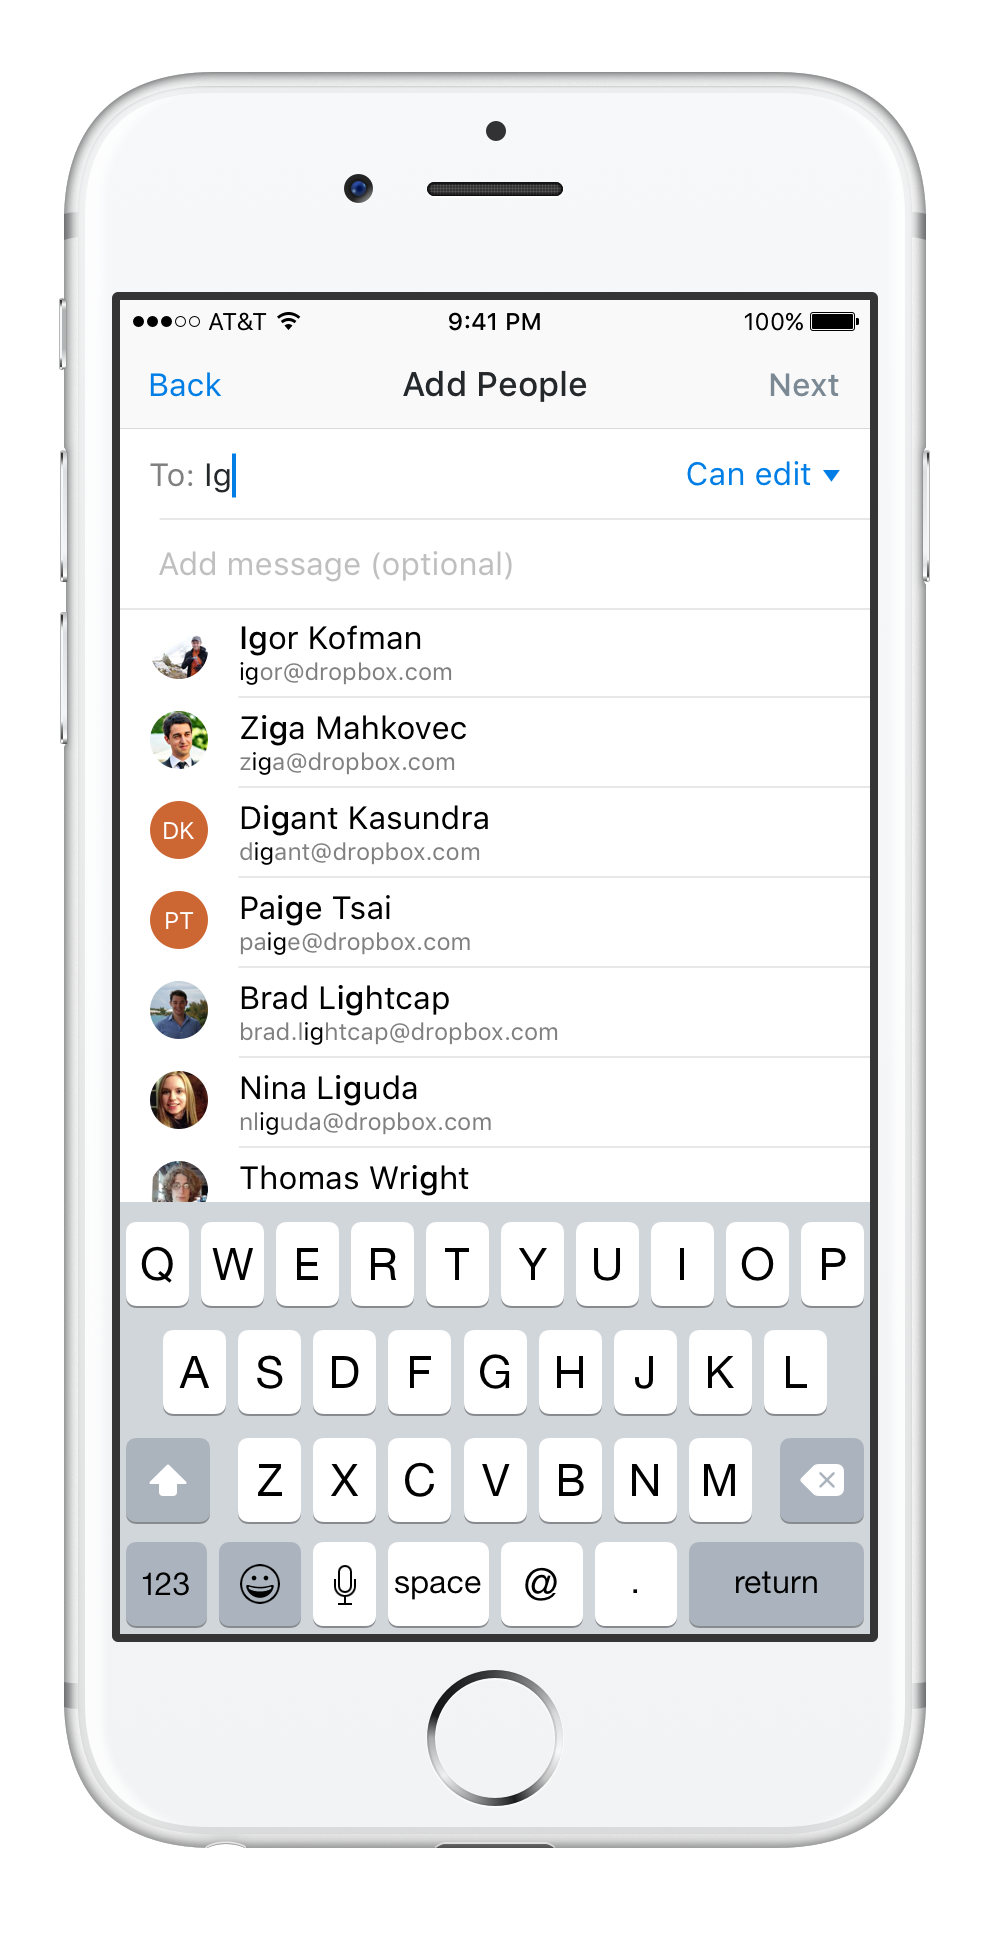 AT&T 9:41 PM 100%
Back Add People Next
To: Ig Can edit
Add message (optional)
Igor Kofman
igor@dropbox.com
Ziga Mahkovec
ziga@dropbox.com
DK
Digant Kasundra
digant@dropbox.com
PT
Paige Tsai
paige@dropbox.com
Brad Lightcap
brad.lightcap@dropbox.com
Nina Liguda
nliguda@dropbox.com
Thomas Wright
Q W E R T Y U I O P
A S D F G H J K L
Z X C V B N M
123 space @ . return